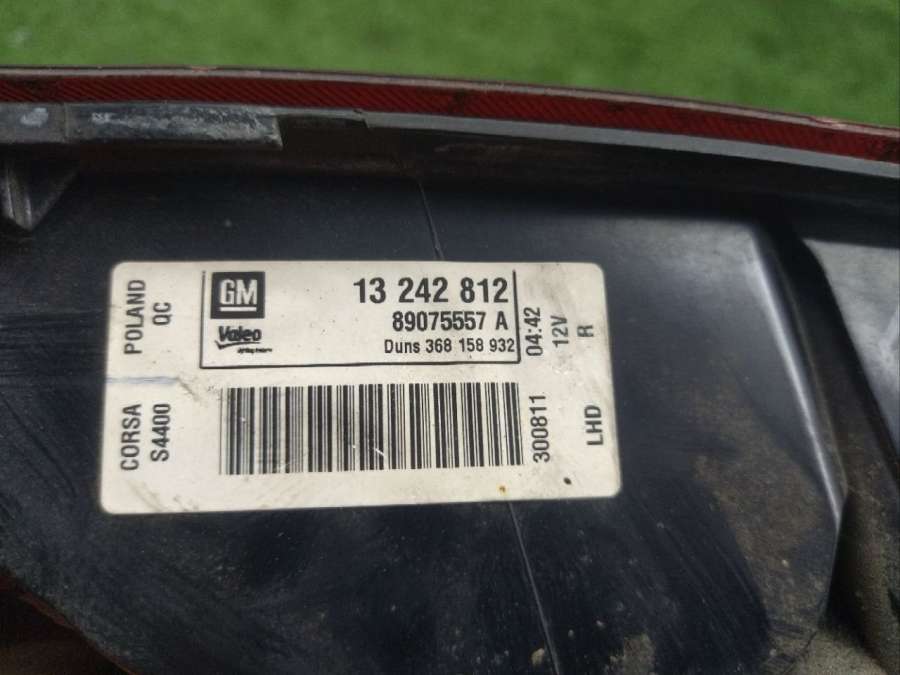 GM
Valeo
13 242 812
89075557 A
Duns 368 158 932
POLAND
QC
CORSA
S4400
04:42
12V
R
300811
LHD